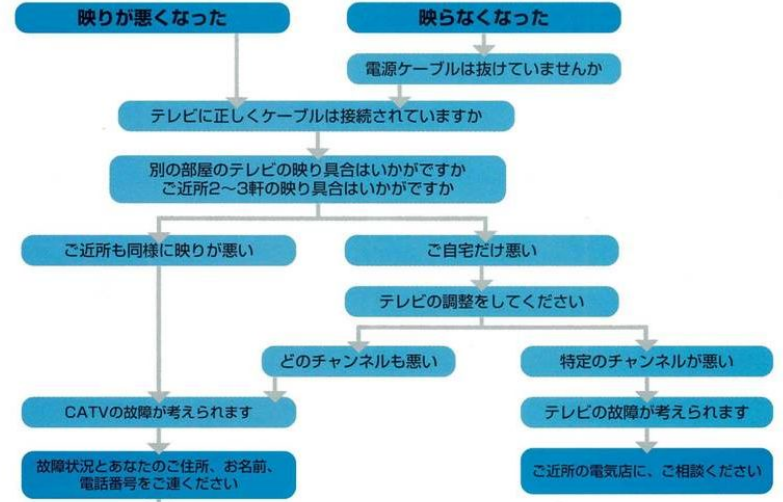 映りが悪くなった
映らなくなった
電源ケーブルは抜けていませんか
テレビに正しくケーブルは接続されていますか
別の部屋のテレビの映り具合はいかがですか
ご近所2～3軒の映り具合はいかがですか
ご近所も同様に映りが悪い
ご自宅だけ悪い
テレビの調整をしてください
どのチャンネルも悪い
特定のチャンネルが悪い
CATVの故障が考えられます
テレビの故障が考えられます
故障状況とあなたのご住所、お名前、
電話番号をご連ください
ご近所の電気店に、ご相談ください